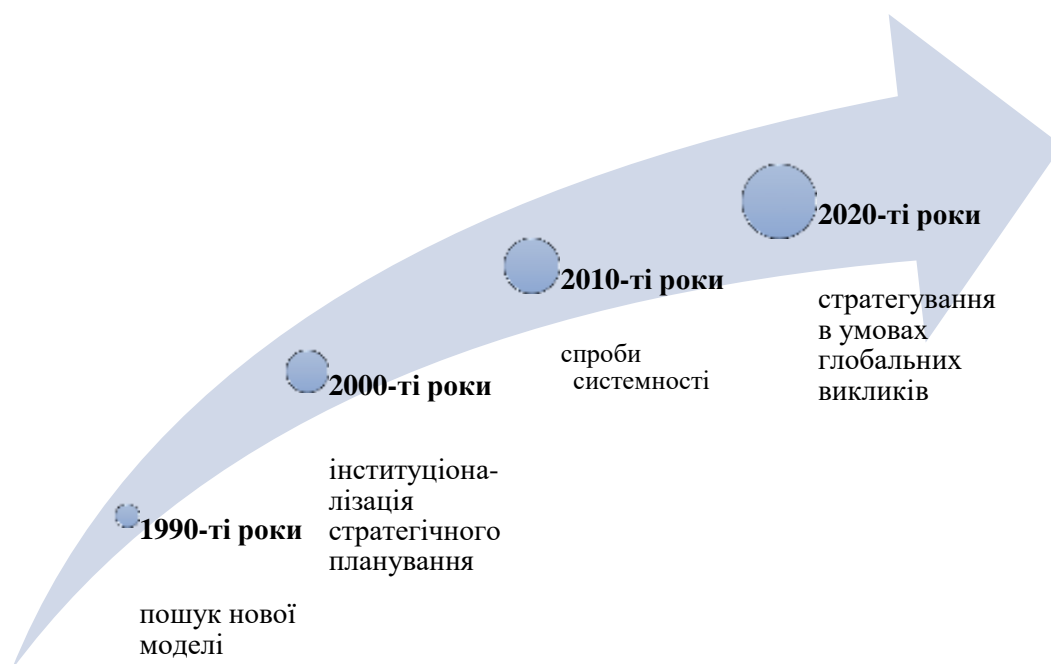 1990-ті роки
пошук нової
моделі
2000-ті роки
інституціона-
лізація
стратегічного
планування
2010-ті роки
спроби
системності
2020-ті роки
стратегування
в умовах
глобальних
викликів